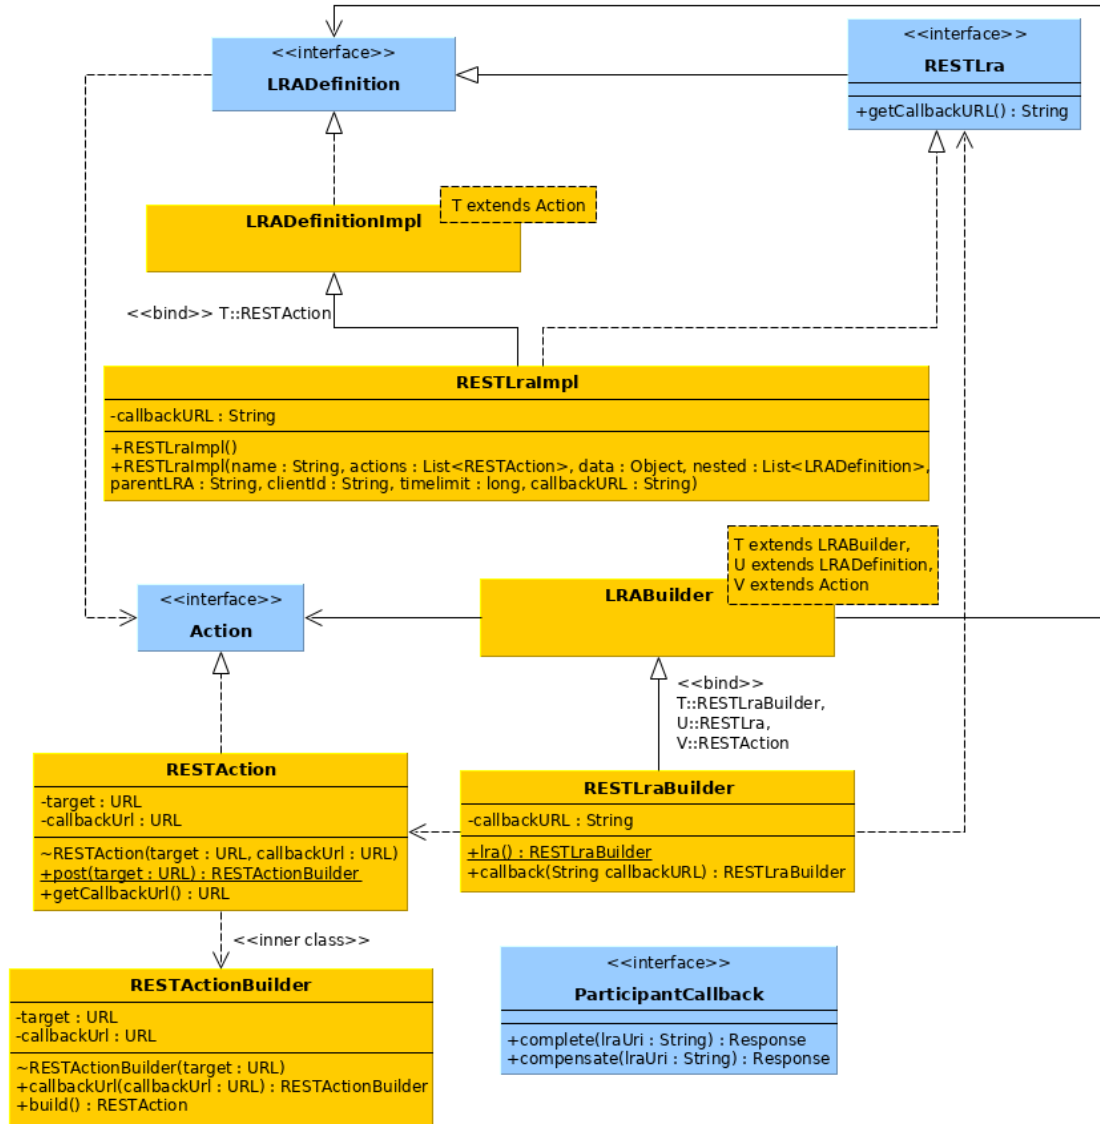 <<interface>>
LRADefinition
<<interface>>
RESTLra
+getCallbackURL() : String
T extends Action
LRADefinitionImpl
<<bind>> T::RESTAction
RESTLraImpl
-callbackURL : String
+RESTLraImpl()
+RESTLraImpl(name : String, actions : List<RESTAction>, data : Object, nested : List<LRADefinition>,
parentLRA : String, clientId : String, timelimit : long, callbackURL : String)
T extends LRABuilder,
U extends LRADefinition,
V extends Action
LRABuilder
<<interface>>
Action
<<bind>>
T::RESTLraBuilder,
U::RESTLra,
V::RESTAction
RESTAction
-target : URL
-callbackUrl : URL
~RESTAction(target : URL, callbackUrl : URL)
+post(target : URL) : RESTActionBuilder
+getCallbackUrl() : URL
RESTLraBuilder
-callbackURL : String
+lra() : RESTLraBuilder
+callback(String callbackURL) : RESTLraBuilder
<<inner class>>
RESTActionBuilder
-target : URL
-callbackUrl : URL
~RESTActionBuilder(target : URL)
+callbackUrl(callbackUrl : URL) : RESTActionBuilder
+build() : RESTAction
<<interface>>
ParticipantCallback
+complete(lraUri : String) : Response
+compensate(lraUri : String) : Response